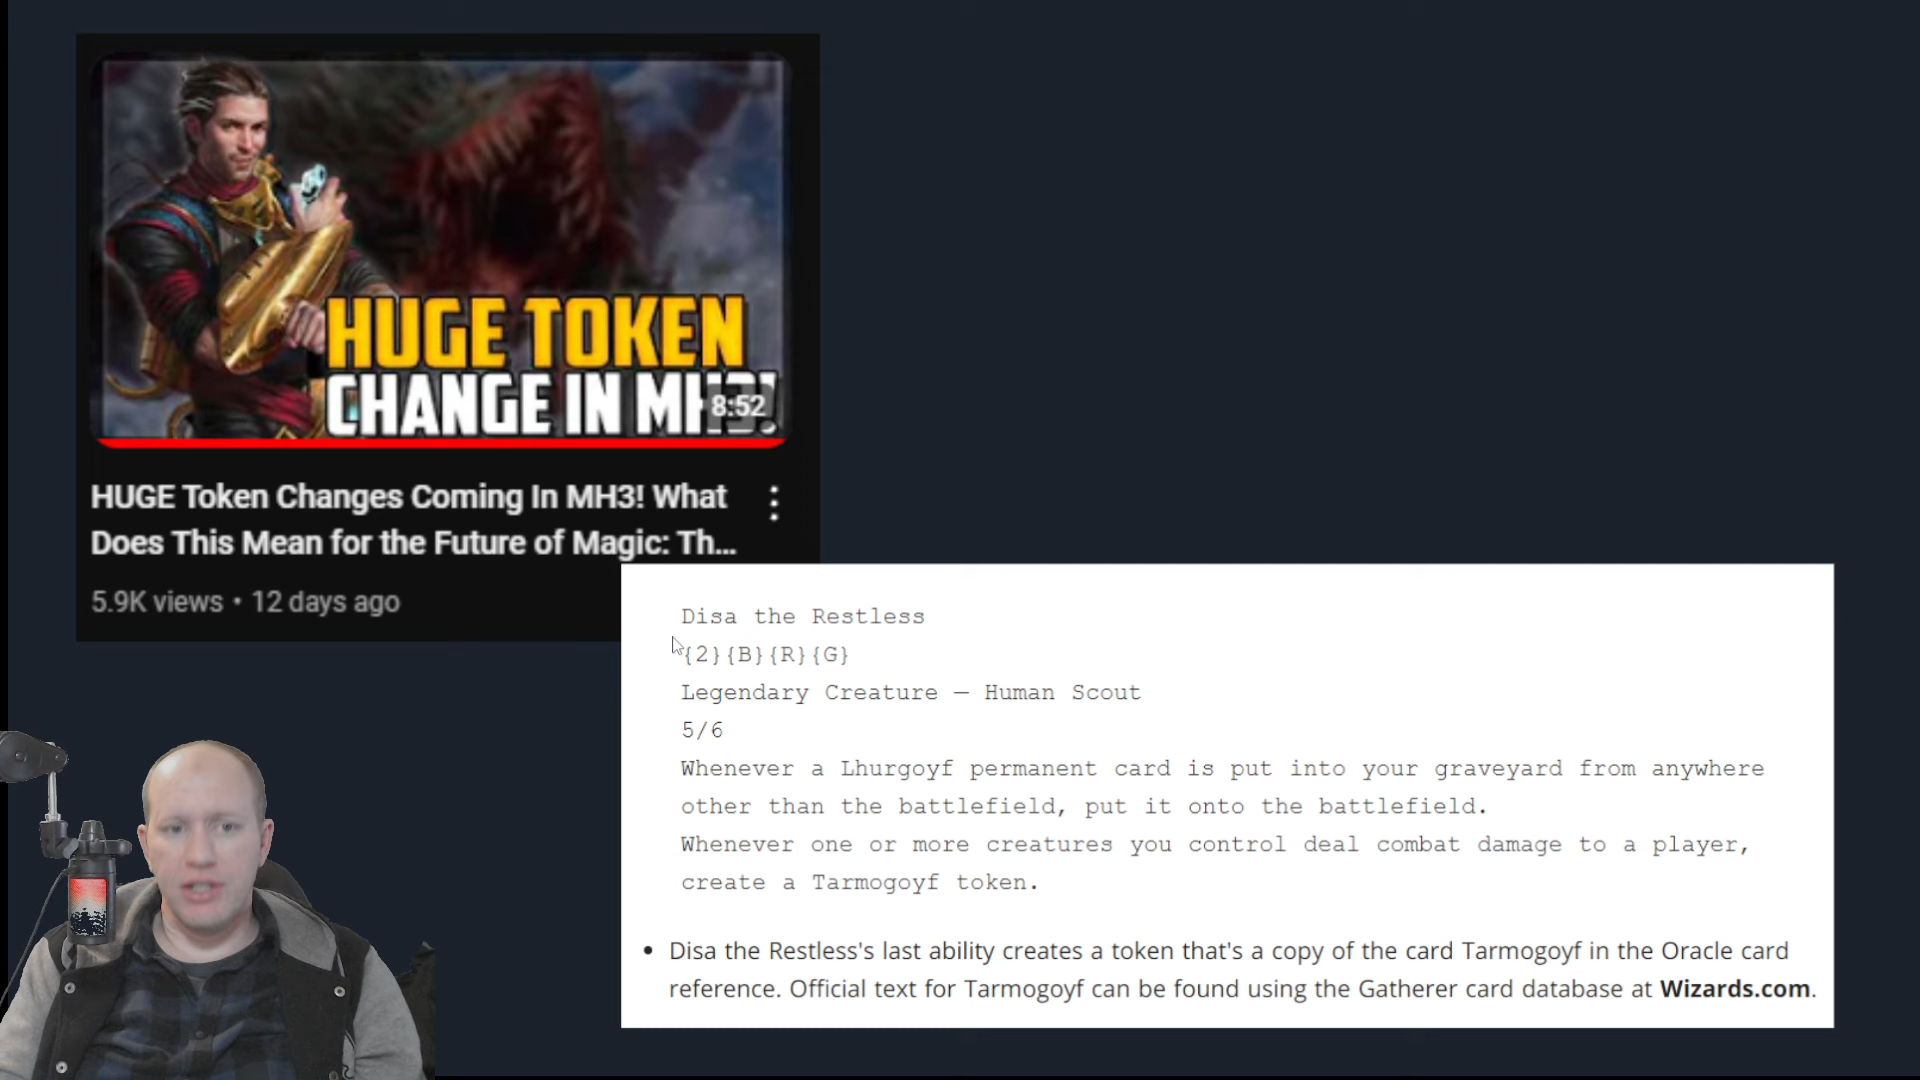 HUGE TOKEN
CHANGE IN MH3!
8:52
HUGE Token Changes Coming In MH3! What
Does This Mean for the Future of Magic: Th...
5.9K views • 12 days ago
Disa the Restless
{2}{B}{R}{G}
Legendary Creature — Human Scout
5/6
Whenever a Lhurgoyf permanent card is put into your graveyard from anywhere
other than the battlefield, put it onto the battlefield.
Whenever one or more creatures you control deal combat damage to a player,
create a Tarmogoyf token.
• Disa the Restless's last ability creates a token that's a copy of the card Tarmogoyf in the Oracle card
reference. Official text for Tarmogoyf can be found using the Gatherer card database at Wizards.com.